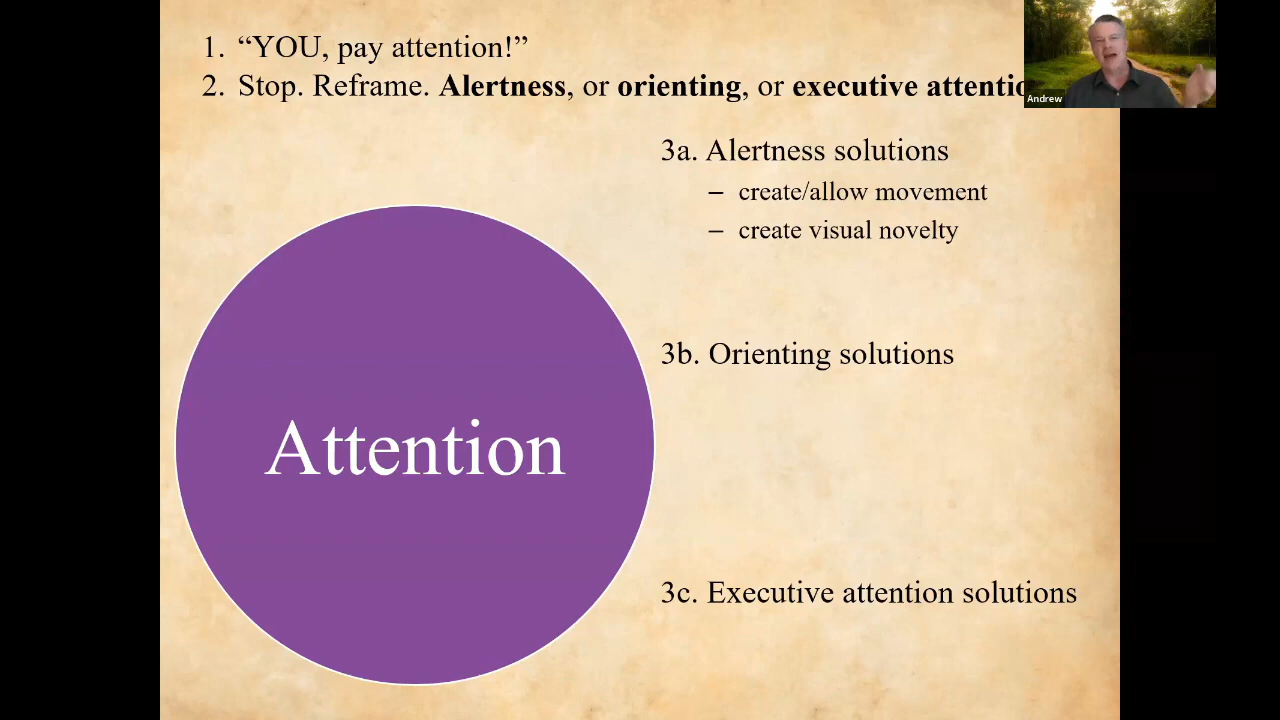 1. “YOU, pay attention!”
2. Stop. Reframe. Alertness, or orienting, or executive
Andrew
3a. Alertness solutions
– create/allow movement
– create visual novelty
3b. Orienting solutions
Attention
3c. Executive attention solutions